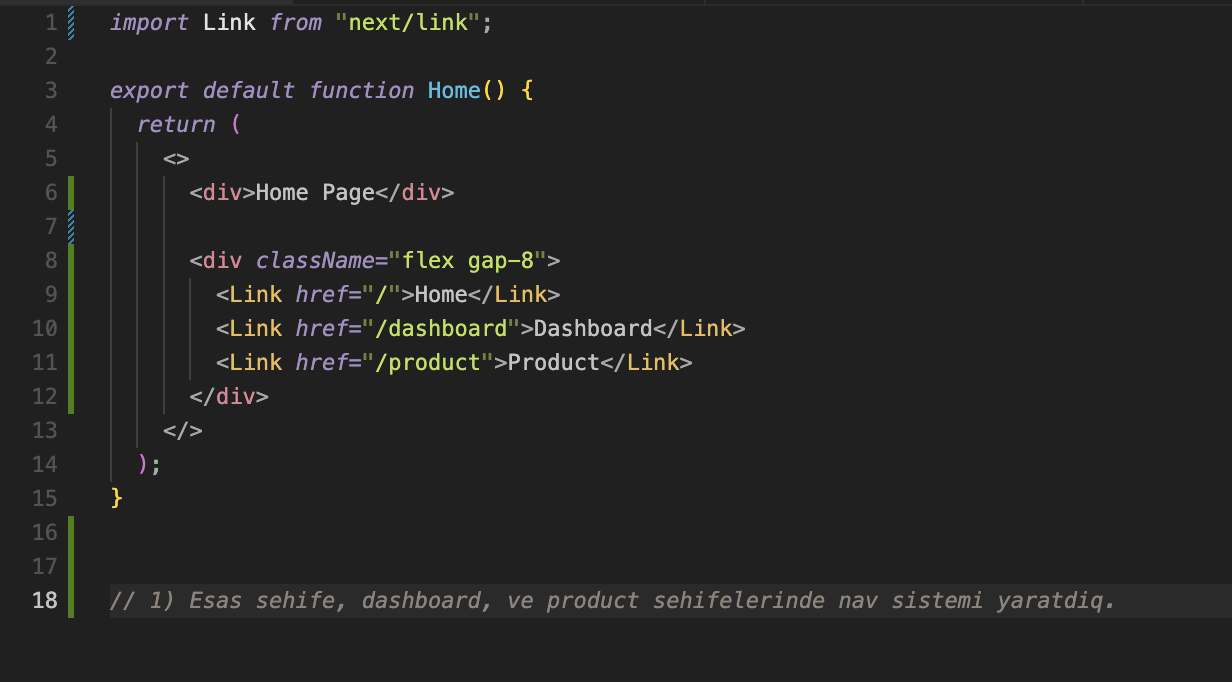 1 import Link from "next/link";
2
3 export default function Home() {
4   return (
5     <>
6       <div>Home Page</div>
7
8       <div className="flex gap-8">
9         <Link href="/">Home</Link>
10         <Link href="/dashboard">Dashboard</Link>
11         <Link href="/product">Product</Link>
12       </div>
13     </>
14   );
15 }
16
17
18 // 1) Esas sehife, dashboard, ve product sehifelerinde nav sistemi yaratdiq.